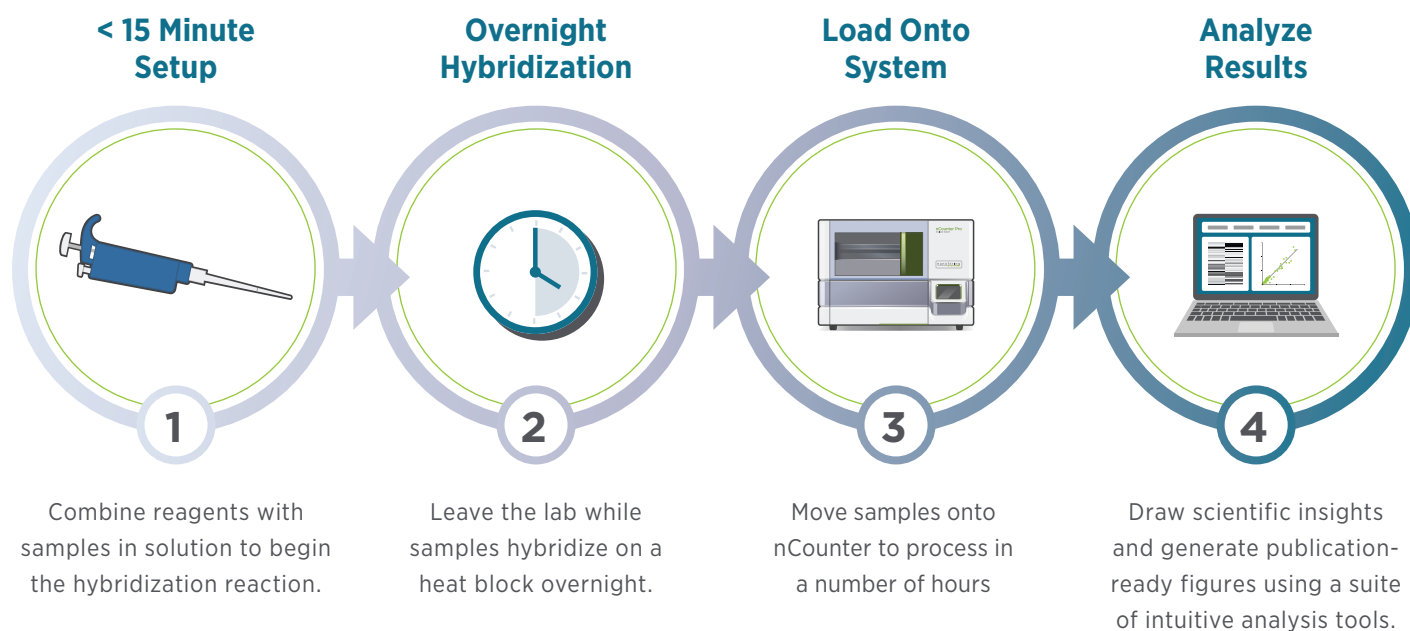 < 15 Minute
Setup
Overnight
Hybridization
Load Onto
System
Analyze
Results
nCounter Pro
1
2
3
4
Combine reagents with
samples in solution to begin
the hybridization reaction.
Leave the lab while
samples hybridize on a
heat block overnight.
Move samples onto
nCounter to process in
a number of hours
Draw scientific insights
and generate publication-
ready figures using a suite
of intuitive analysis tools.